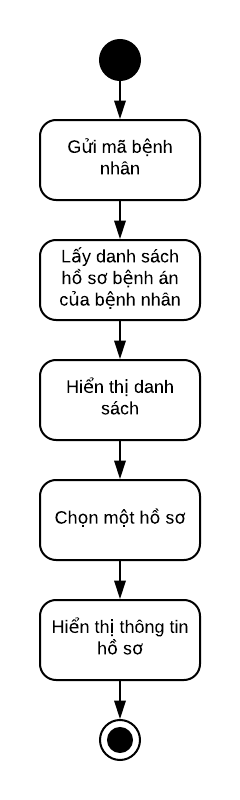 Gửi mã bệnh
nhân
Lấy danh sách
hồ sơ bệnh án
của bệnh nhân
Hiển thị danh
sách
Chọn một hồ sơ
Hiển thị thông tin
hồ sơ